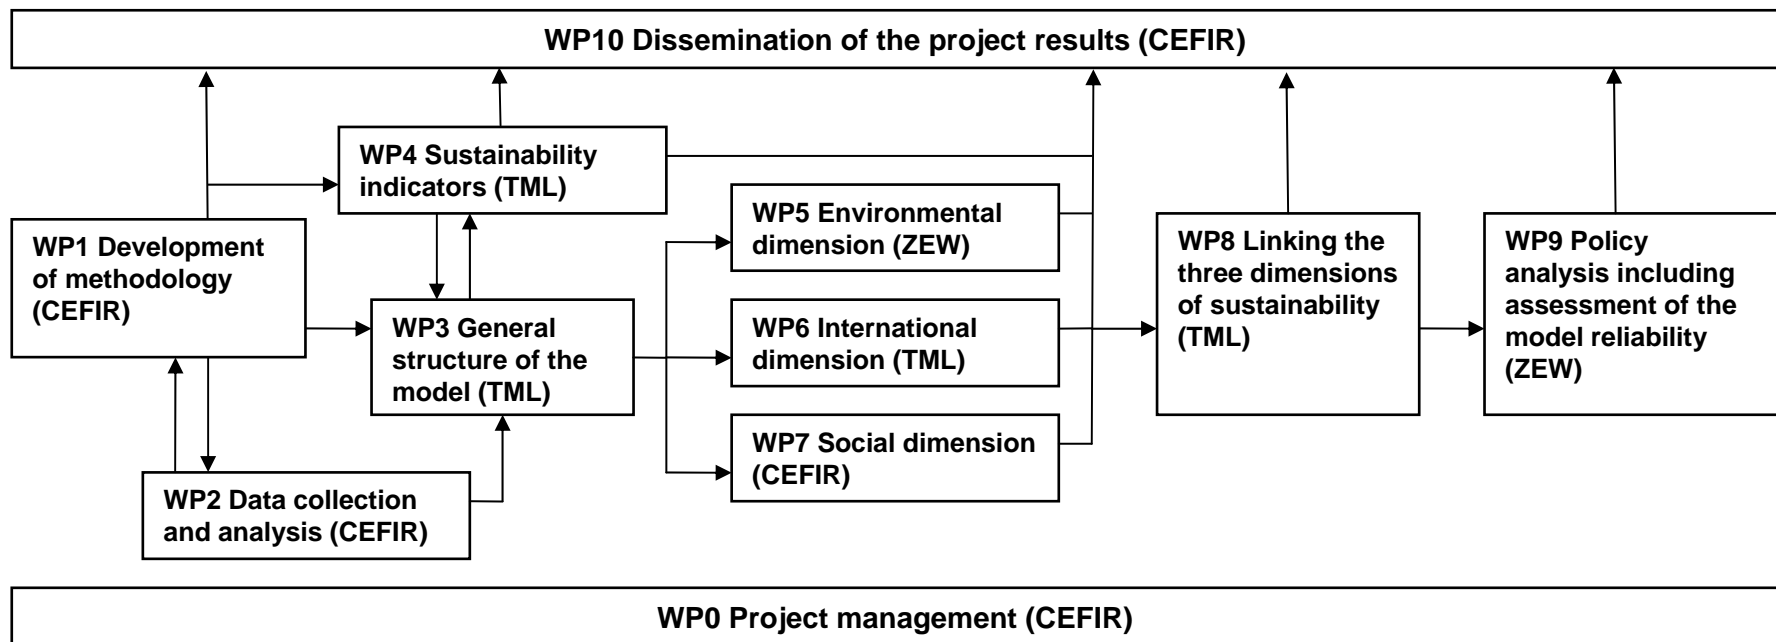 WP10 Dissemination of the project results (CEFIR)
WP4 Sustainability
indicators (TML)
WP1 Development
of methodology
(CEFIR)
WP3 General
structure of the
model (TML)
WP2 Data collection
and analysis (CEFIR)
WP5 Environmental
dimension (ZEW)
WP6 International
dimension (TML)
WP7 Social dimension
(CEFIR)
WP8 Linking the
three dimensions
of sustainability
(TML)
WP9 Policy
analysis including
assessment of the
model reliability
(ZEW)
WP0 Project management (CEFIR)